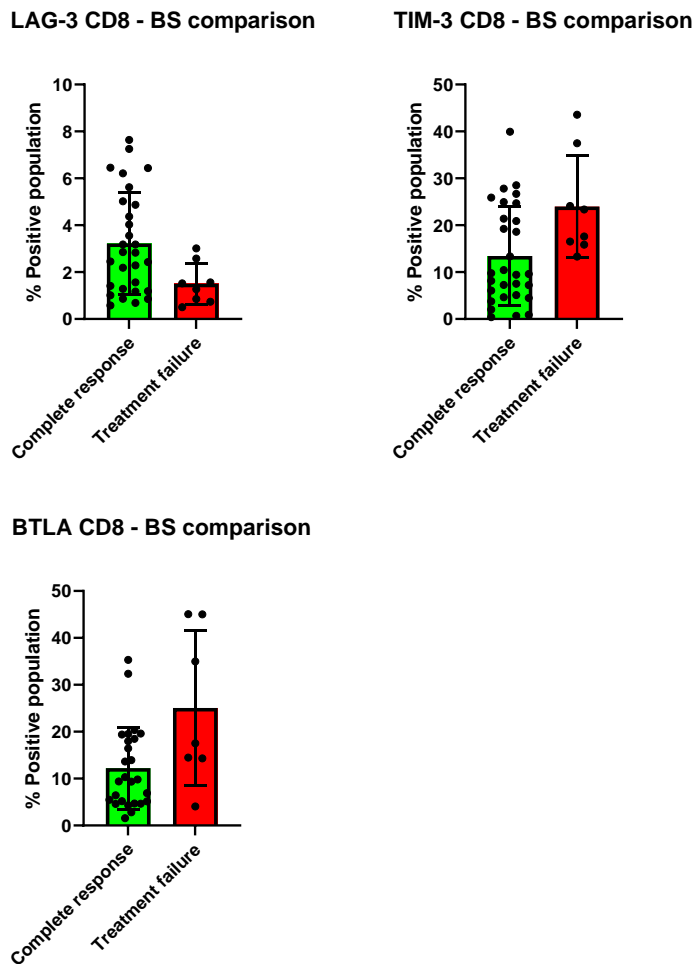 LAG-3 CD8 - BS comparison
% Positive population
10
8
6
4
2
0
Complete response
Treatment failure
TIM-3 CD8 - BS comparison
% Positive population
50
40
30
20
10
0
Complete response
Treatment failure
BTLA CD8 - BS comparison
% Positive population
50
40
30
20
10
0
Complete response
Treatment failure